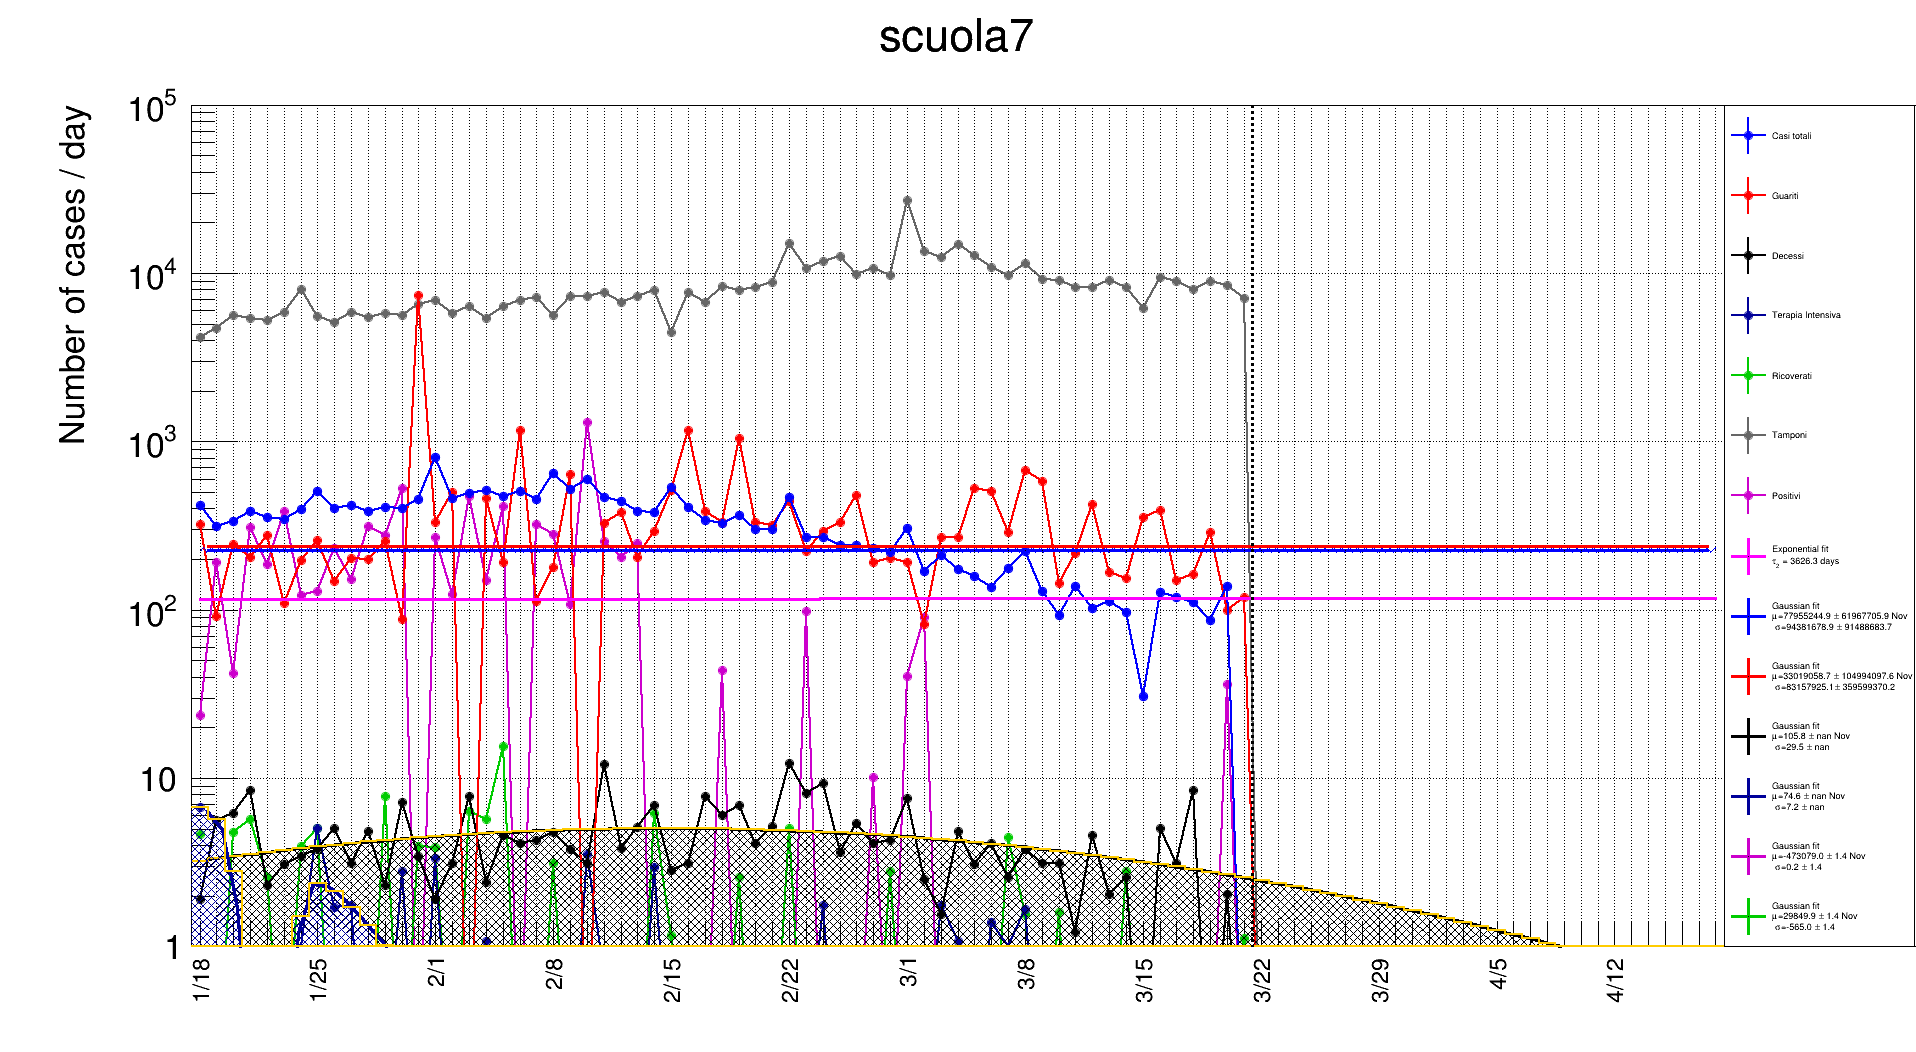 scuola7
Number of cases / day
10^5
10^4
10^3
10^2
10
1
1/18
1/25
2/1
2/8
2/15
2/22
3/1
3/8
3/15
3/22
3/29
4/5
4/12
Casi totali
Guariti
Decessi
Terapia Intensiva
Ricoverati
Tamponi
Positivi
Exponential fit
τ₂ = 3626.3 days
Gaussian fit
μ=77955244.9 ± 61967705.9 Nov
σ=94381678.9 ± 91488683.7
Gaussian fit
μ=33019058.7 ± 104994097.6 Nov
σ=83157925.1 ± 359599370.2
Gaussian fit
μ=105.8 ± nan Nov
σ=29.5 ± nan
Gaussian fit
μ=74.6 ± nan Nov
σ=7.2 ± nan
Gaussian fit
μ=-473079.0 ± 1.4 Nov
σ=0.2 ± 1.4
Gaussian fit
μ=29849.9 ± 1.4 Nov
σ=-565.0 ± 1.4